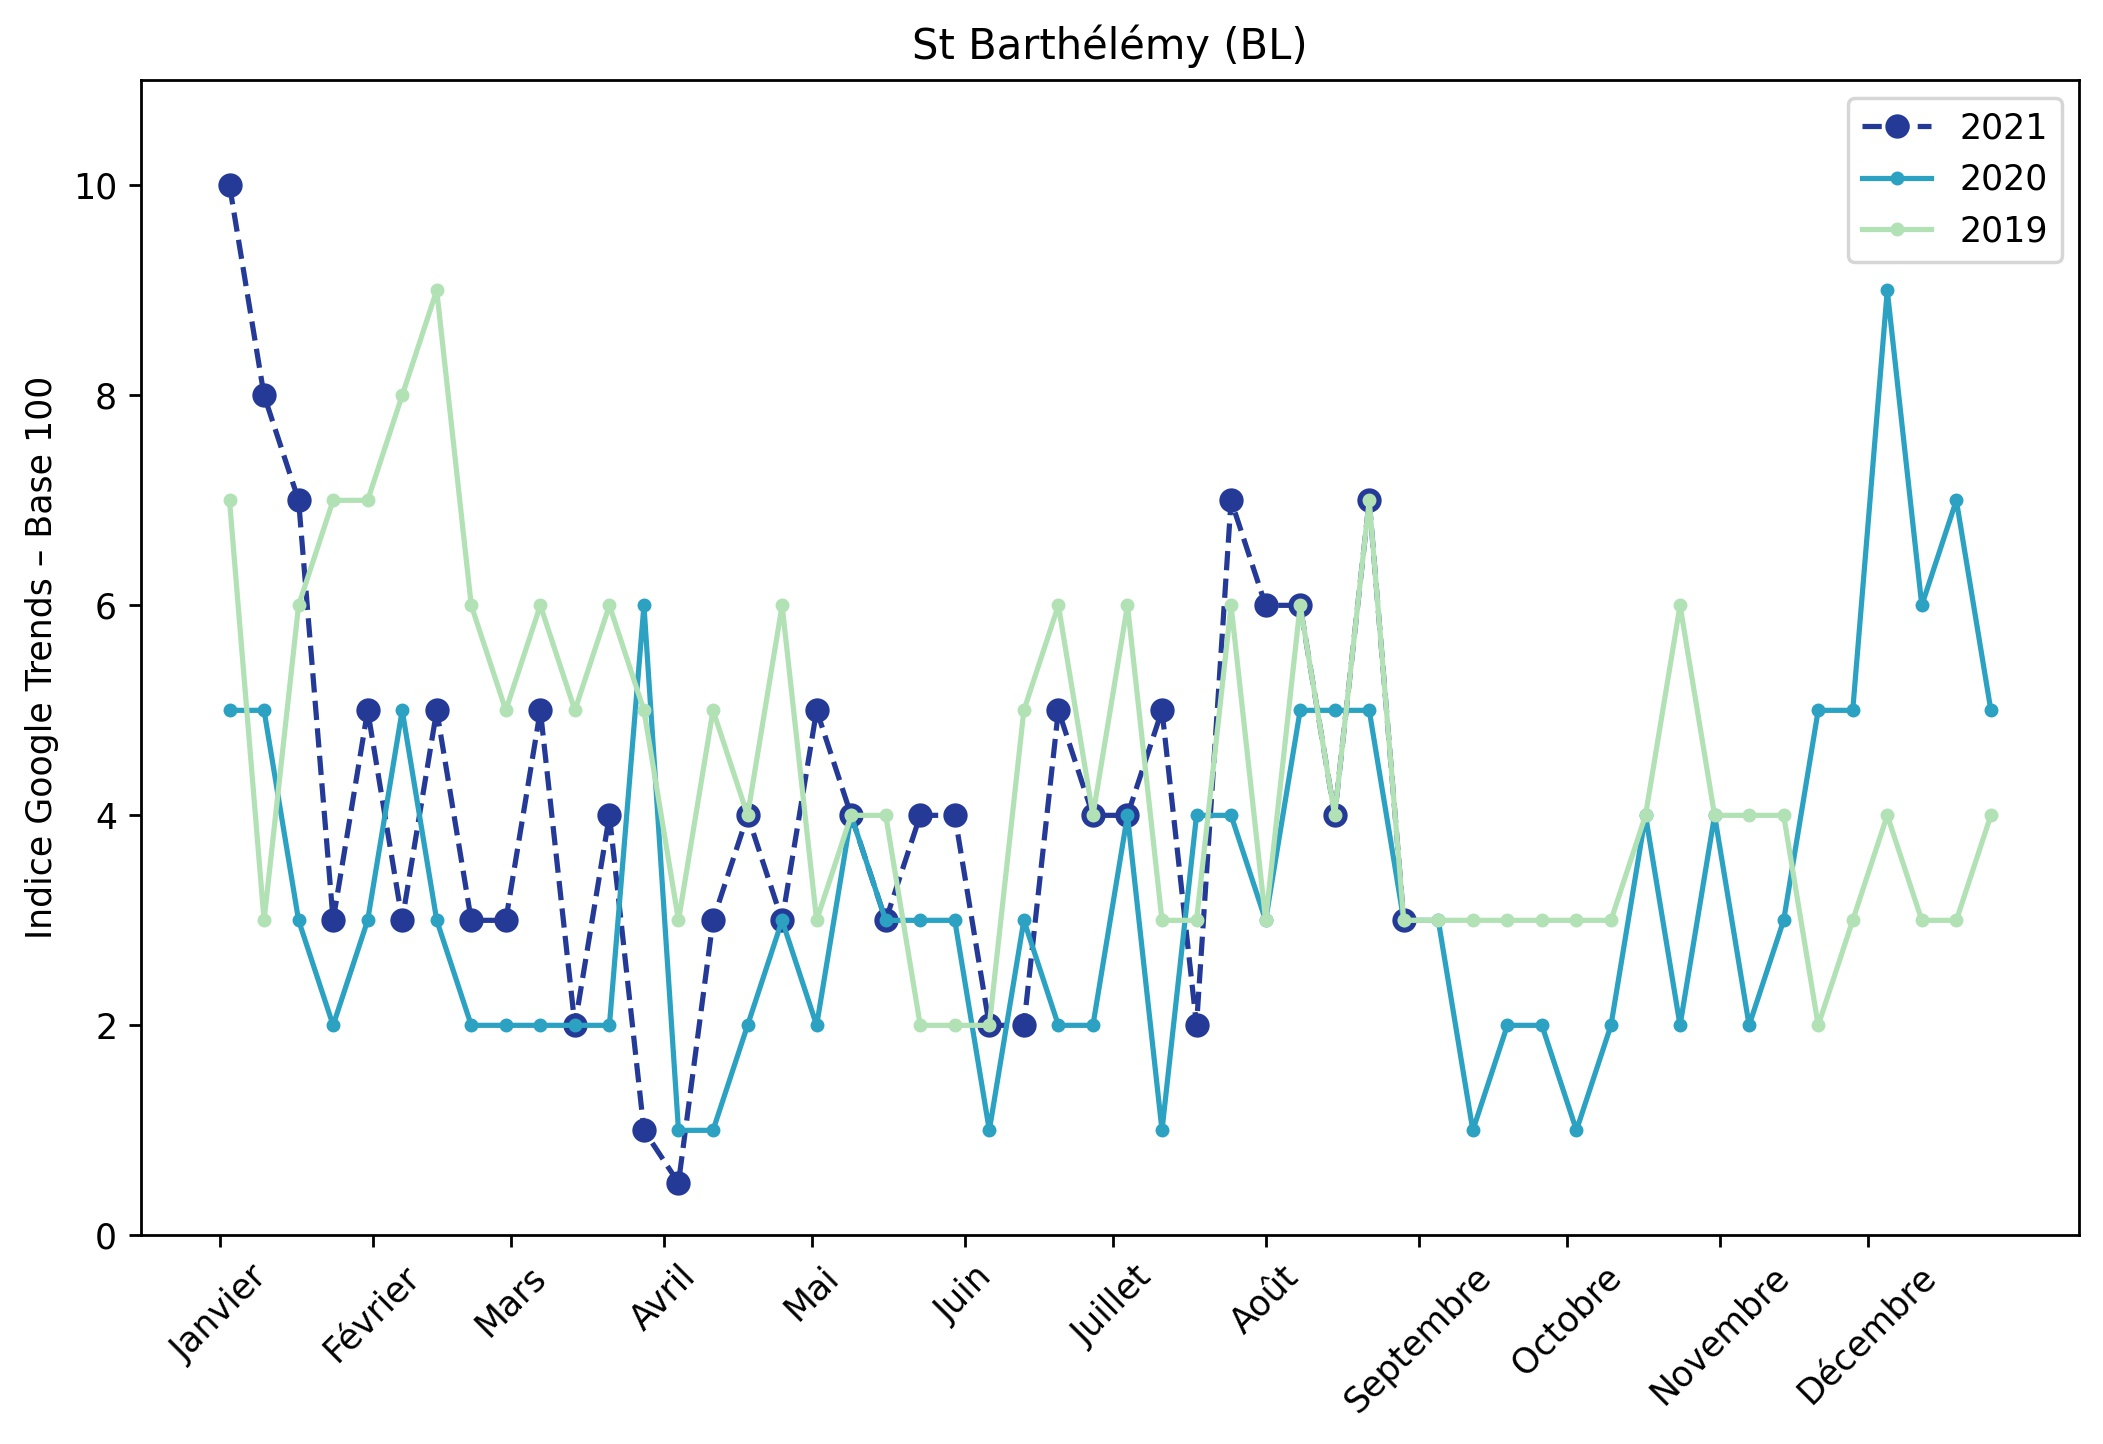 St Barthélémy (BL)
2021
2020
2019
Indice Google Trends – Base 100
10
8
6
4
2
0
Janvier
Février
Mars
Avril
Mai
Juin
Juillet
Août
Septembre
Octobre
Novembre
Décembre